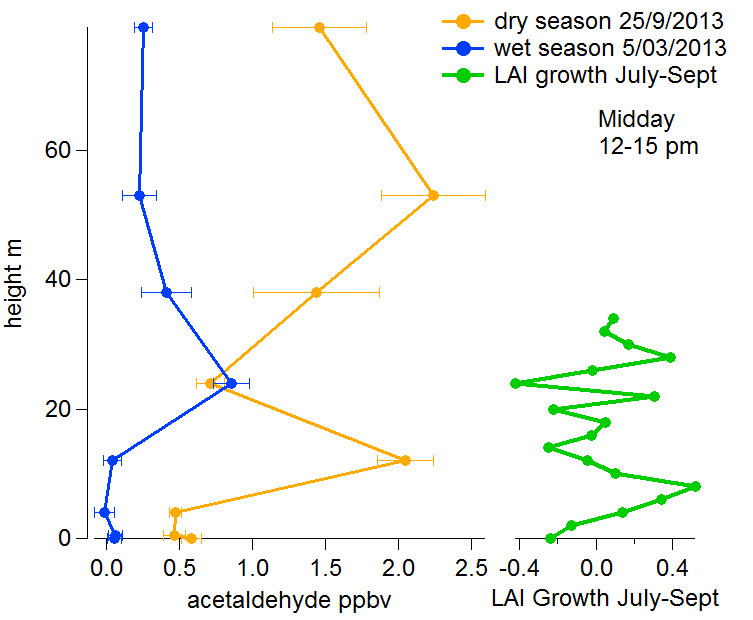 dry season 25/9/2013
wet season 5/03/2013
LAI growth July-Sept
Midday
12-15 pm
height m
60
40
20
0
0.0 0.5 1.0 1.5 2.0 2.5
acetaldehyde ppbv
-0.4 0.0 0.4
LAI Growth July-Sept